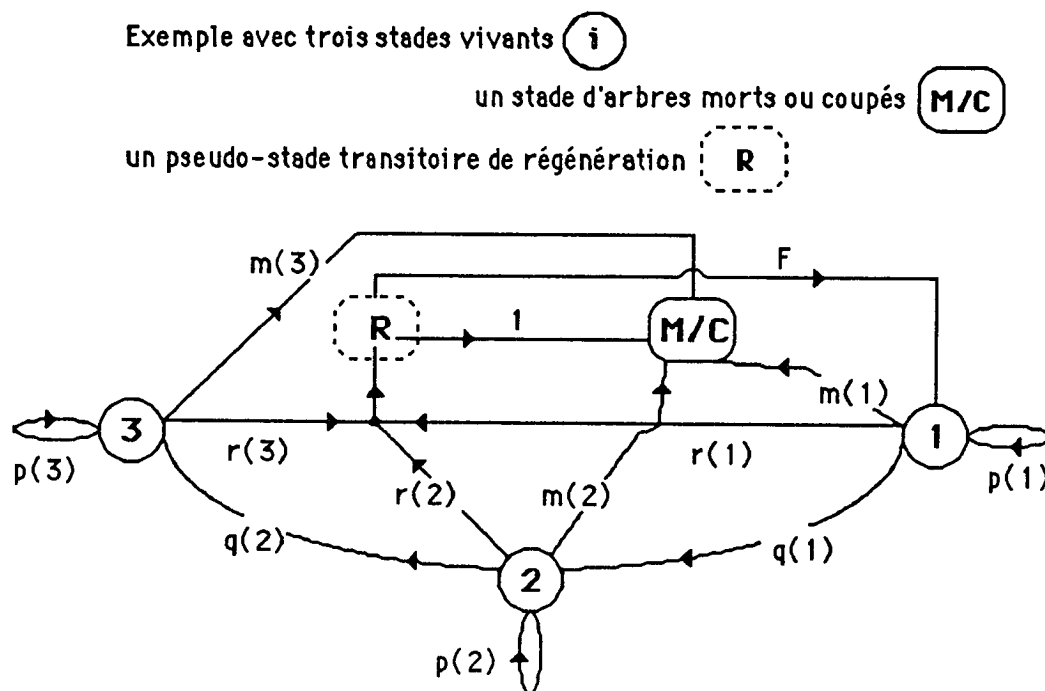 Exemple avec trois stades vivants i
un stade d'arbres morts ou coupés M/C
un pseudo-stade transitoire de régénération R
m(3)
F
R
1
M/C
m(1)
3
1
p(3)
r(3)
r(1)
p(1)
r(2)
m(2)
q(2)
q(1)
2
p(2)